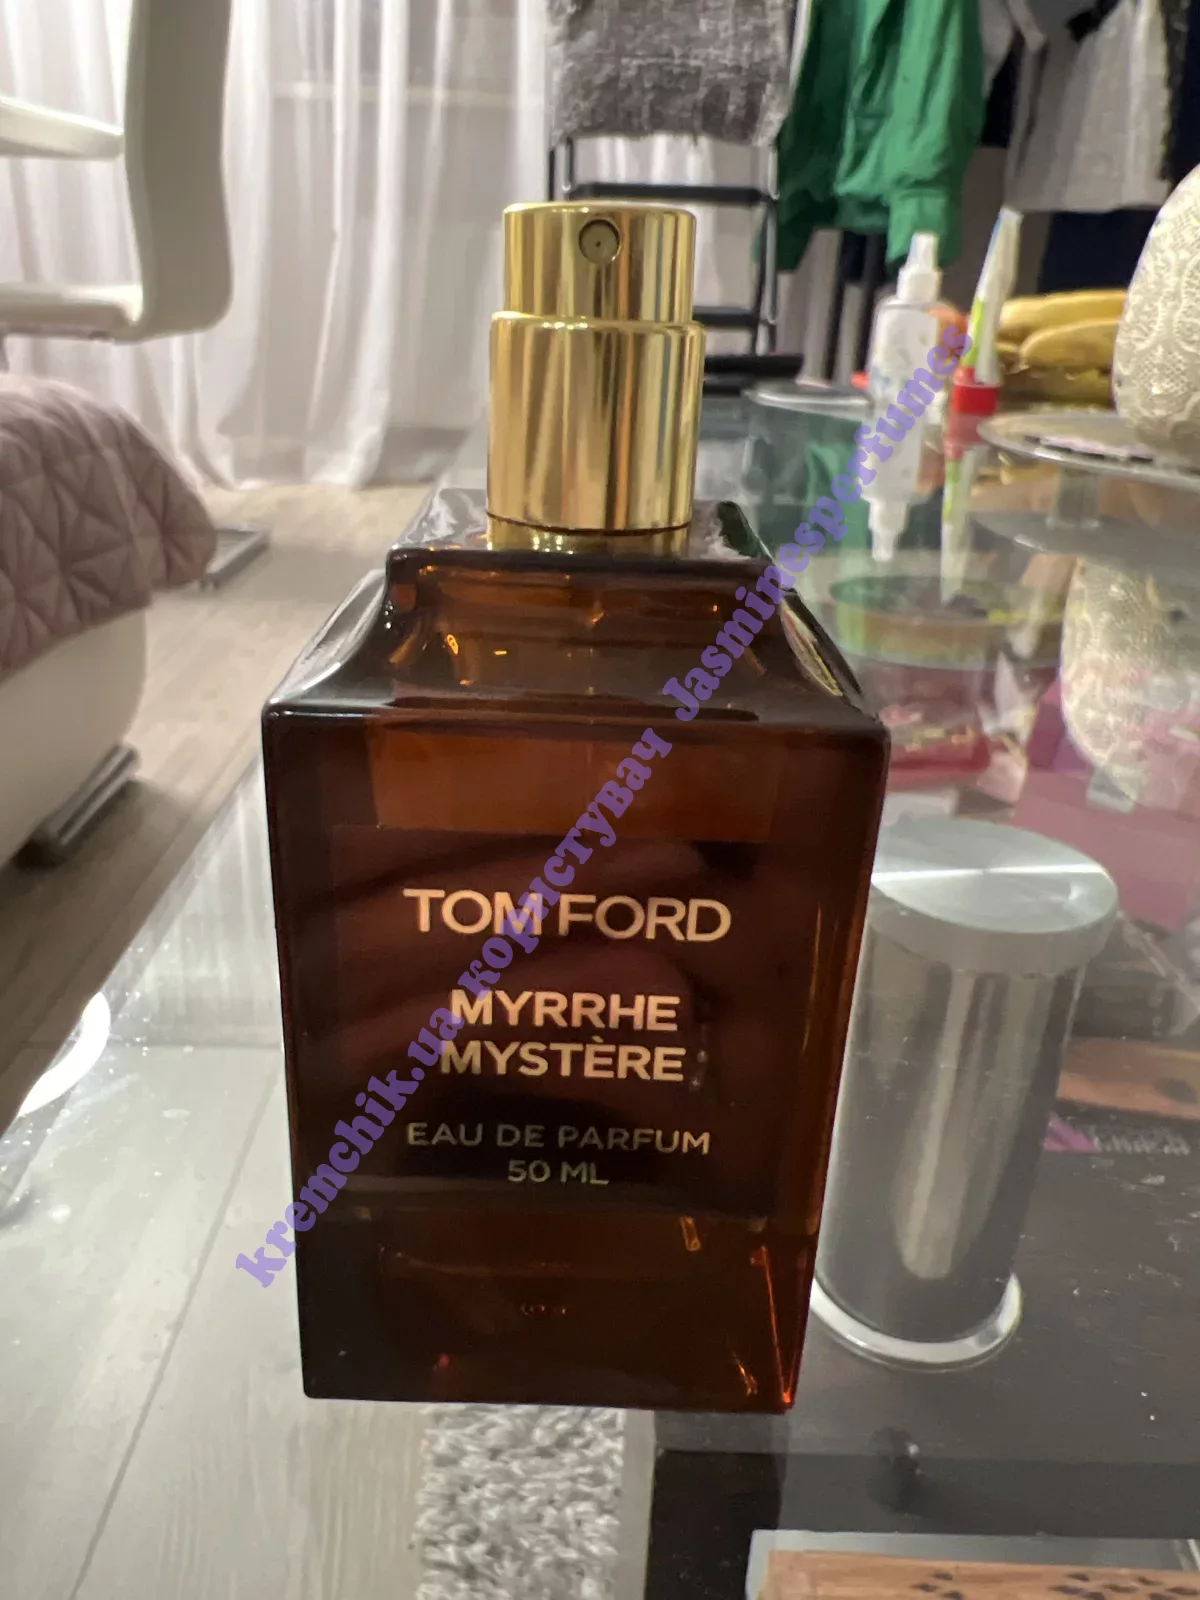 TOM FORD
MYRRHE
MYSTÈRE
EAU DE PARFUM
50 ML
kremchik.ua користувач Jasminesperfumes